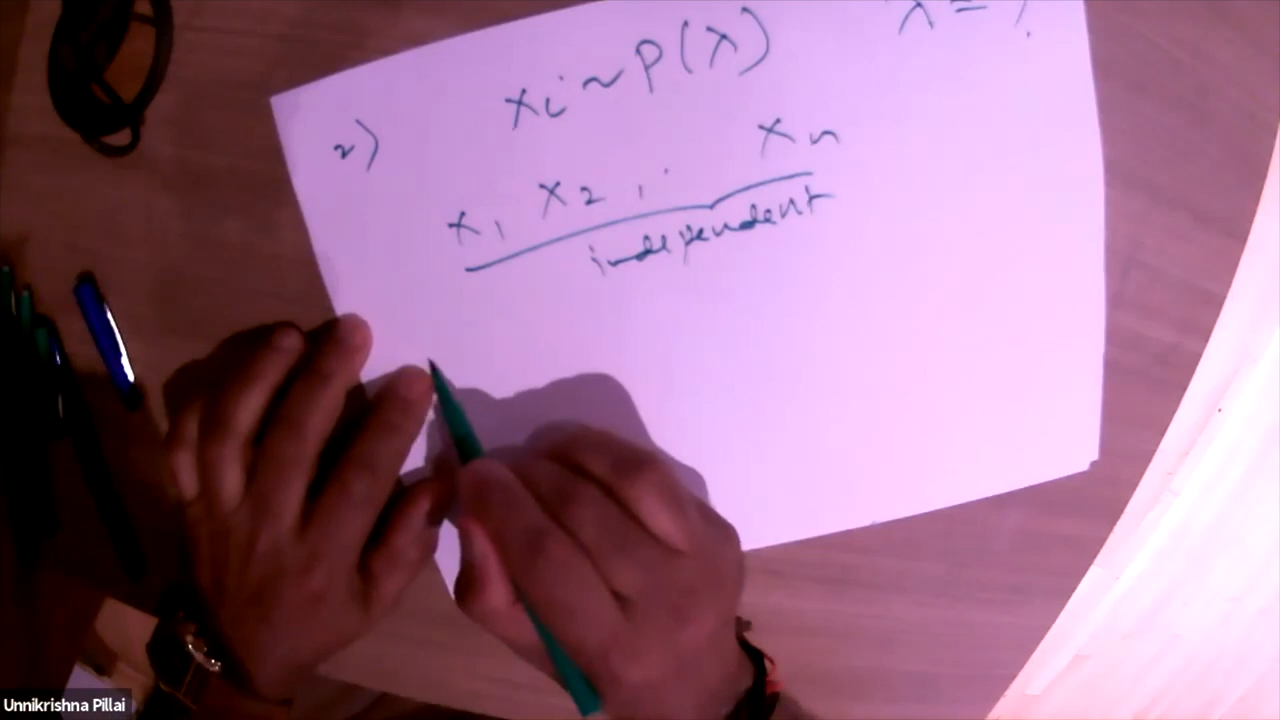 xi ~ P(λ) λ = ?
2)
x1 x2 , . . xn
independent
Unnikrishna Pillai